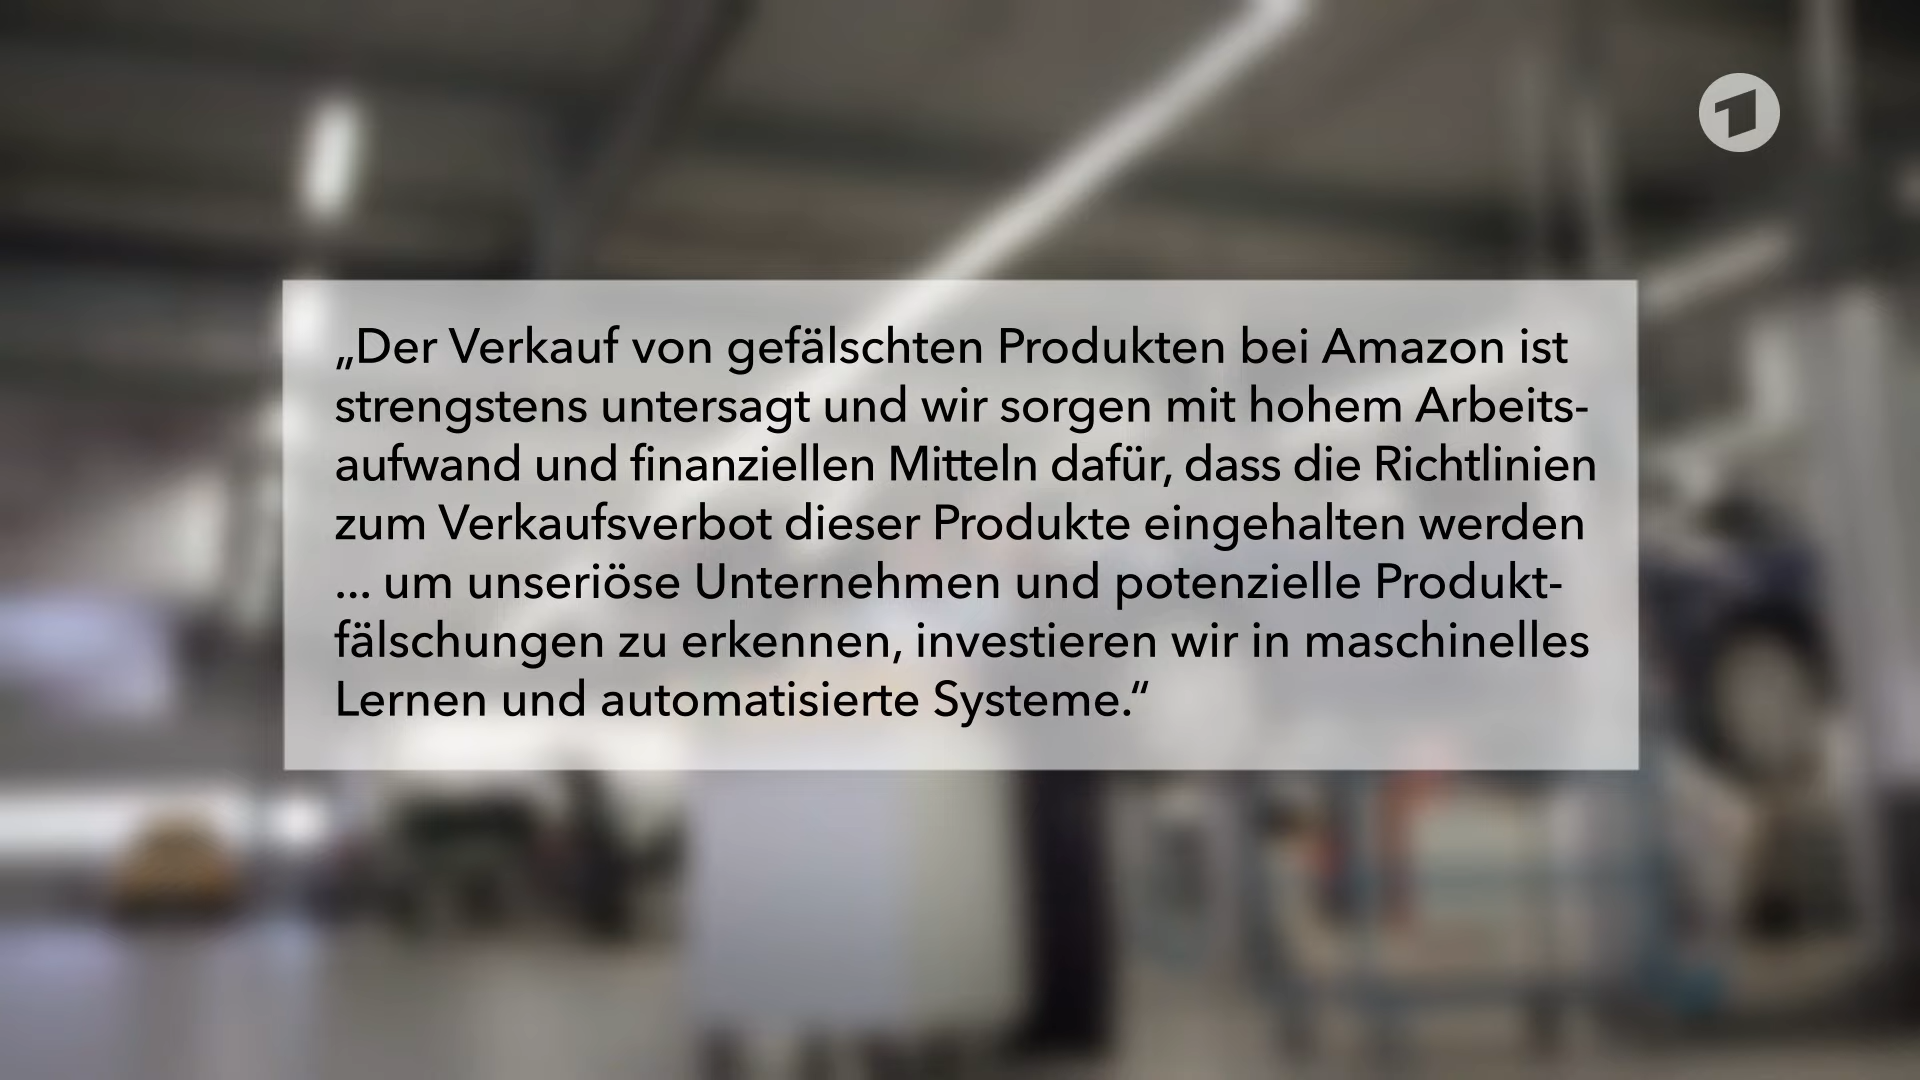 „Der Verkauf von gefälschten Produkten bei Amazon ist
strengstens untersagt und wir sorgen mit hohem Arbeits-
aufwand und finanziellen Mitteln dafür, dass die Richtlinien
zum Verkaufsverbot dieser Produkte eingehalten werden
... um unseriöse Unternehmen und potenzielle Produkt-
fälschungen zu erkennen, investieren wir in maschinelles
Lernen und automatisierte Systeme.“